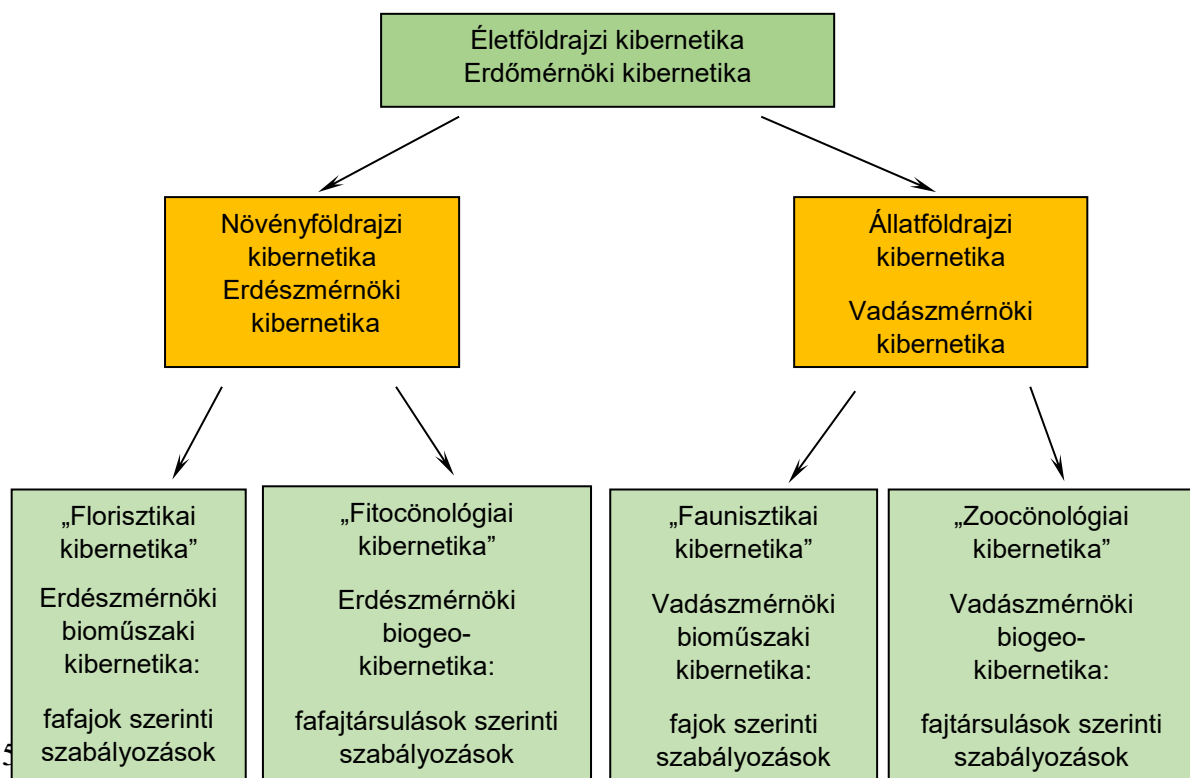 Életföldrajzi kibernetika
Erdőmérnöki kibernetika
Növényföldrajzi
kibernetika
Erdészmérnöki
kibernetika
Állatföldrajzi
kibernetika
Vadászmérnöki
kibernetika
„Florisztikai
kibernetika”
Erdészmérnöki
bioműszaki
kibernetika:
fafajok szerinti
szabályozások
„Fitocönológiai
kibernetika”
Erdészmérnöki
biogeo-
kibernetika:
fafajtársulások szerinti
szabályozások
„Faunisztikai
kibernetika”
Vadászmérnöki
bioműszaki
kibernetika:
fajok szerinti
szabályozások
„Zoocönológiai
kibernetika”
Vadászmérnöki
biogeo-
kibernetika:
fajtársulások szerinti
szabályozások